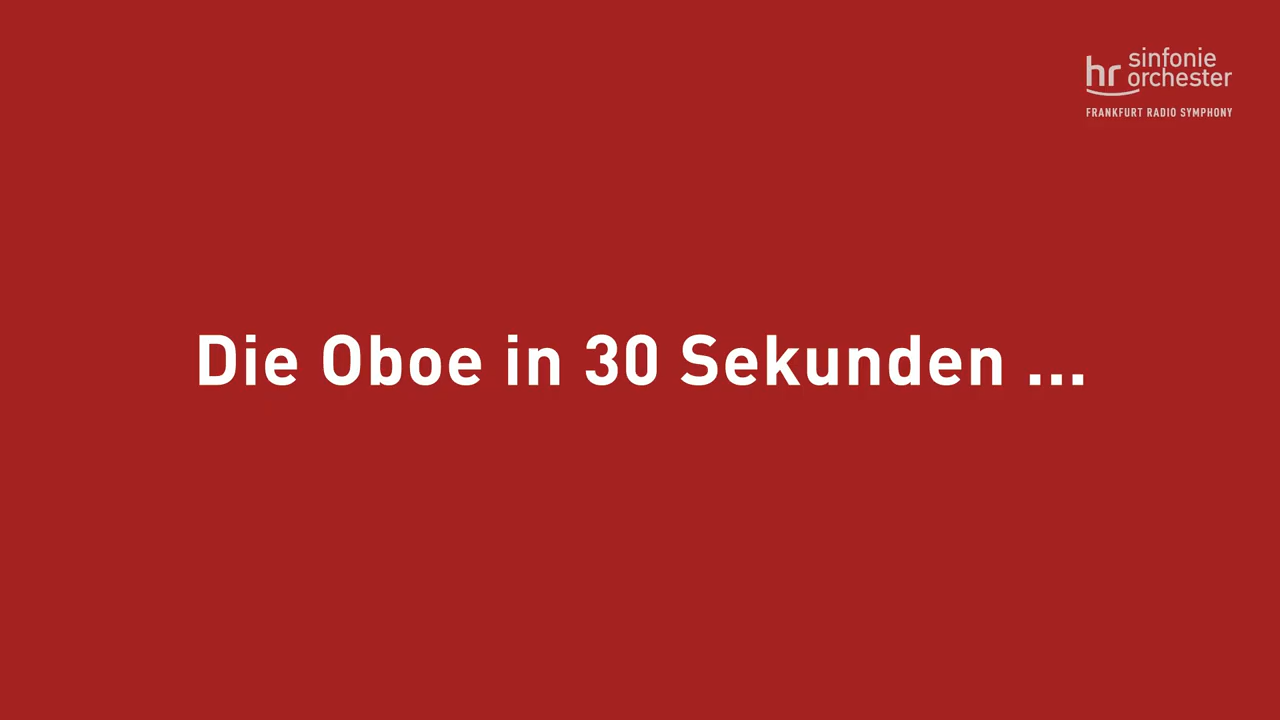 sinfonie
hr orchester
FRANKFURT RADIO SYMPHONY
Die Oboe in 30 Sekunden ...